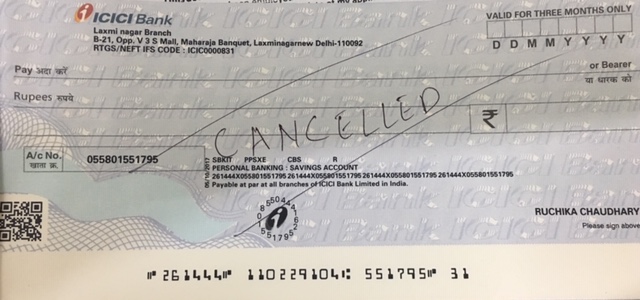 ICICI Bank
VALID FOR THREE MONTHS ONLY
Laxmi nagar Branch
B-21, Opp. V 3 S Mall, Maharaja Banquet, Laxminagarnew Delhi-110092
RTGS/NEFT IFS CODE : ICIC0000831
D D M M Y Y Y Y
Pay अदा करें
or Bearer
या धारक को
Rupees रुपये
CANCELLED
₹
A/c No.
खाता क्र.
055801551795
SBKIT PPSXE CBS R
PERSONAL BANKING : SAVINGS ACCOUNT
261444X055801551795 261444X055801551795 261444X055801551795 261444X055801551795
Payable at par at all branches of ICICI Bank Limited in India.
RUCHIKA CHAUDHARY
Please sign above
⑈261444⑈ 110229104⑆ 551795⑈ 31